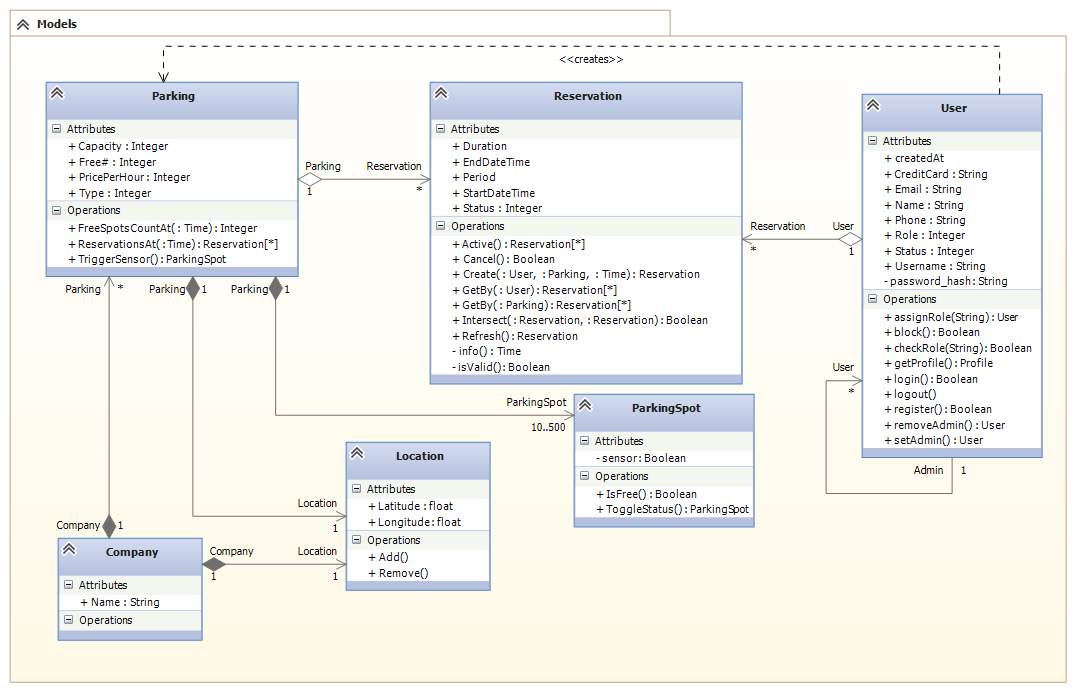 Models
<<creates>>
Parking
Attributes
+ Capacity : Integer
+ Free# : Integer
+ PricePerHour : Integer
+ Type : Integer
Operations
+ FreeSpotsCountAt( : Time) : Integer
+ ReservationsAt( : Time) : Reservation[*]
+ TriggerSensor() : ParkingSpot
Parking
1
Reservation
*
Reservation
Attributes
+ Duration
+ EndDateTime
+ Period
+ StartDateTime
+ Status : Integer
Operations
+ Active() : Reservation[*]
+ Cancel() : Boolean
+ Create( : User, : Parking, : Time) : Reservation
+ GetBy( : User) : Reservation[*]
+ GetBy( : Parking) : Reservation[*]
+ Intersect( : Reservation, : Reservation) : Boolean
+ Refresh() : Reservation
- info() : Time
- isValid() : Boolean
Reservation
*
User
1
User
Attributes
+ createdAt
+ CreditCard : String
+ Email : String
+ Name : String
+ Phone : String
+ Role : Integer
+ Status : Integer
+ Username : String
- password_hash : String
Operations
+ assignRole(String) : User
+ block() : Boolean
+ checkRole(String) : Boolean
+ getProfile() : Profile
+ login() : Boolean
+ logout()
+ register() : Boolean
+ removeAdmin() : User
+ setAdmin() : User
User
*
Admin
1
Parking
*
Parking
1
Parking
1
ParkingSpot
10..500
ParkingSpot
Attributes
- sensor : Boolean
Operations
+ IsFree() : Boolean
+ ToggleStatus() : ParkingSpot
Location
1
Location
Attributes
+ Latitude : float
+ Longitude : float
Operations
+ Add()
+ Remove()
Company
1
Company
1
Location
1
Company
Attributes
+ Name : String
Operations